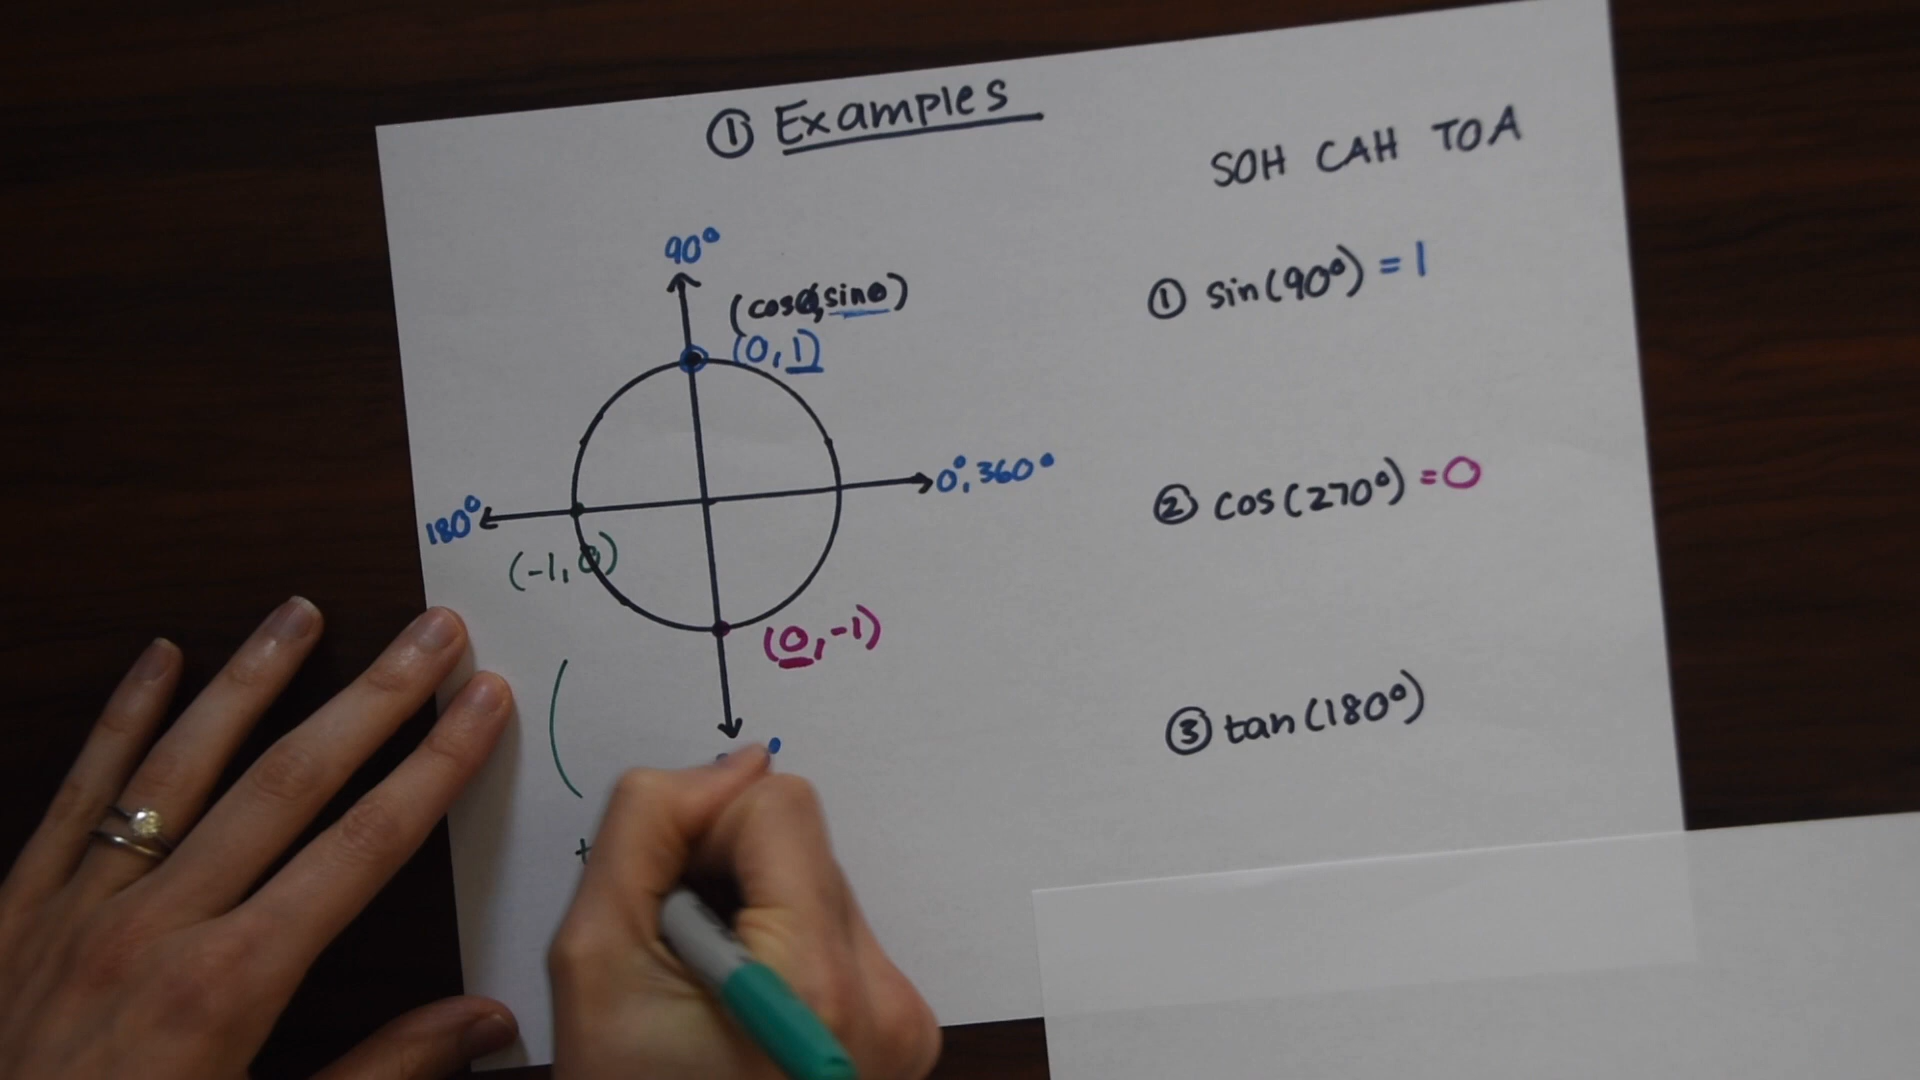 ① Examples
SOH CAH TOA
90°
(cosθ, sinθ)
(0, 1)
① sin(90°) = 1
0°, 360°
180°
② cos(270°) = 0
(-1, 0)
(0, -1)
③ tan(180°)